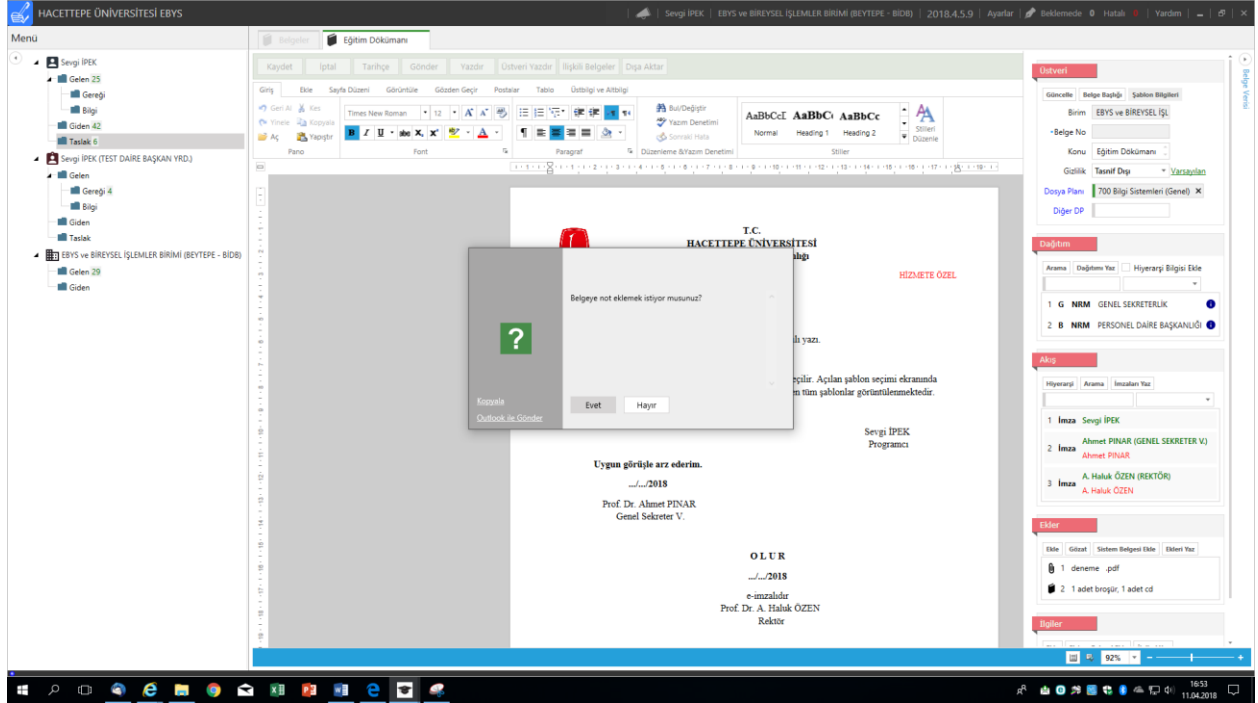 HACETTEPE ÜNİVERSİTESİ EBYS
Sevgi İPEK | EBYS ve BİREYSEL İŞLEMLER BİRİMİ (BEYTEPE - BİDB) | 2018.4.5.9 | Ayarlar | Beklemede 0 Hatalı | Yardım
Menü
Belgeler Eğitim Dökümanı
Sevgi İPEK
Gelen 25
Gereği
Bilgi
Giden 42
Taslak 6
Sevgi İPEK (TEST DAİRE BAŞKAN YRD.)
Gelen
Gereği 4
Bilgi
Giden
Taslak
EBYS ve BİREYSEL İŞLEMLER BİRİMİ (BEYTEPE - BİDB)
Gelen 29
Giden
Kaydet İptal Tarihçe Gönder Yazdır Üstveri Yazdır İlişkili Belgeler Dışa Aktar
Giriş Ekle Sayfa Düzeni Görüntüle Gözden Geçir Postalar Tablo Üstbilgi ve Altbilgi
Geri Al Kes
Yinele Kopyala
Aç Yapıştır
Pano
Times New Roman 12
Font
Paragraf
Bul/Değiştir
Yazım Denetimi
Sonraki Hata
Düzenleme &Yazım Denetimi
AaBbCcI AaBbC AaBbCc
Normal Heading 1 Heading 2
Stilleri
Düzenle
Stiller
T.C.
HACETTEPE ÜNİVERSİTESİ
HİZMETE ÖZEL
Belgeye not eklemek istiyor musunuz?
Kopyala
Outlook ile Gönder
Evet Hayır
lı yazı.
eçilir. Açılan şablon seçimi ekranında
n tüm şablonlar görüntülenmektedir.
Sevgi İPEK
Programcı
Uygun görüşle arz ederim.
.../.../2018
Prof. Dr. Ahmet PINAR
Genel Sekreter V.
O L U R
.../.../2018
e-imzalıdır
Prof. Dr. A. Haluk ÖZEN
Rektör
Üstveri
Güncelle Belge Başlığı Şablon Bilgileri
Birim EBYS ve BİREYSEL İŞL
-Belge No
Konu Eğitim Dökümanı
Gizlilik Tasnif Dışı Varsayılan
Dosya Planı 700 Bilgi Sistemleri (Genel)
Diğer DP
Dağıtım
Arama Dağıtımı Yaz Hiyerarşi Bilgisi Ekle
1 G NRM GENEL SEKRETERLİK
2 B NRM PERSONEL DAİRE BAŞKANLIĞI
Akış
Hiyerarşi Arama İmzaları Yaz
1 İmza Sevgi İPEK
2 İmza Ahmet PINAR (GENEL SEKRETER V.)
Ahmet PINAR
3 İmza A. Haluk ÖZEN (REKTÖR)
A. Haluk ÖZEN
Ekler
Ekle Gözat Sistem Belgesi Ekle Ekleri Yaz
1 deneme .pdf
2 1 adet broşür, 1 adet cd
İlgiler
Belge Verisi
92%
16:53
11.04.2018